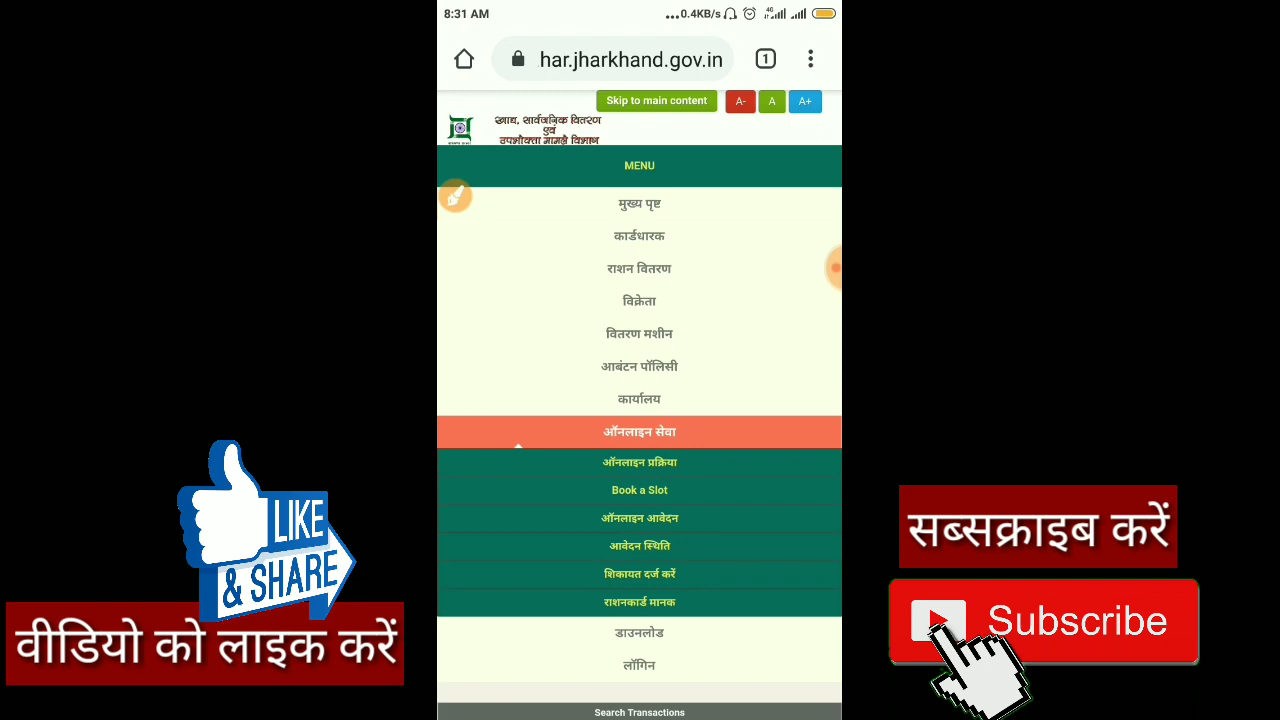 8:31 AM
...0.4KB/s
4G
har.jharkhand.gov.in
1
Skip to main content
A-
A
A+
खाद्य, सार्वजनिक वितरण
एवं
उपभोक्ता मामले विभाग
MENU
मुख्य पृष्ट
कार्डधारक
राशन वितरण
विक्रेता
वितरण मशीन
आबंटन पॉलिसी
कार्यालय
ऑनलाइन सेवा
ऑनलाइन प्रक्रिया
Book a Slot
ऑनलाइन आवेदन
आवेदन स्थिति
शिकायत दर्ज करें
राशनकार्ड मानक
डाउनलोड
लॉगिन
Search Transactions
LIKE
& SHARE
वीडियो को लाइक करें
सब्सक्राइब करें
Subscribe